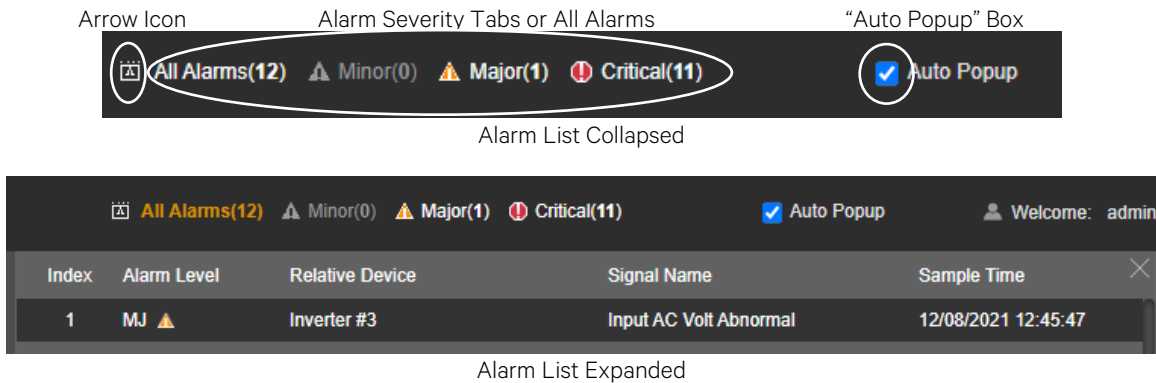 Arrow Icon Alarm Severity Tabs or All Alarms “Auto Popup” Box
All Alarms(12) Minor(0) Major(1) Critical(11) Auto Popup
Alarm List Collapsed
All Alarms(12) Minor(0) Major(1) Critical(11) Auto Popup Welcome: admin
Index Alarm Level Relative Device Signal Name Sample Time
1 MJ Inverter #3 Input AC Volt Abnormal 12/08/2021 12:45:47
Alarm List Expanded